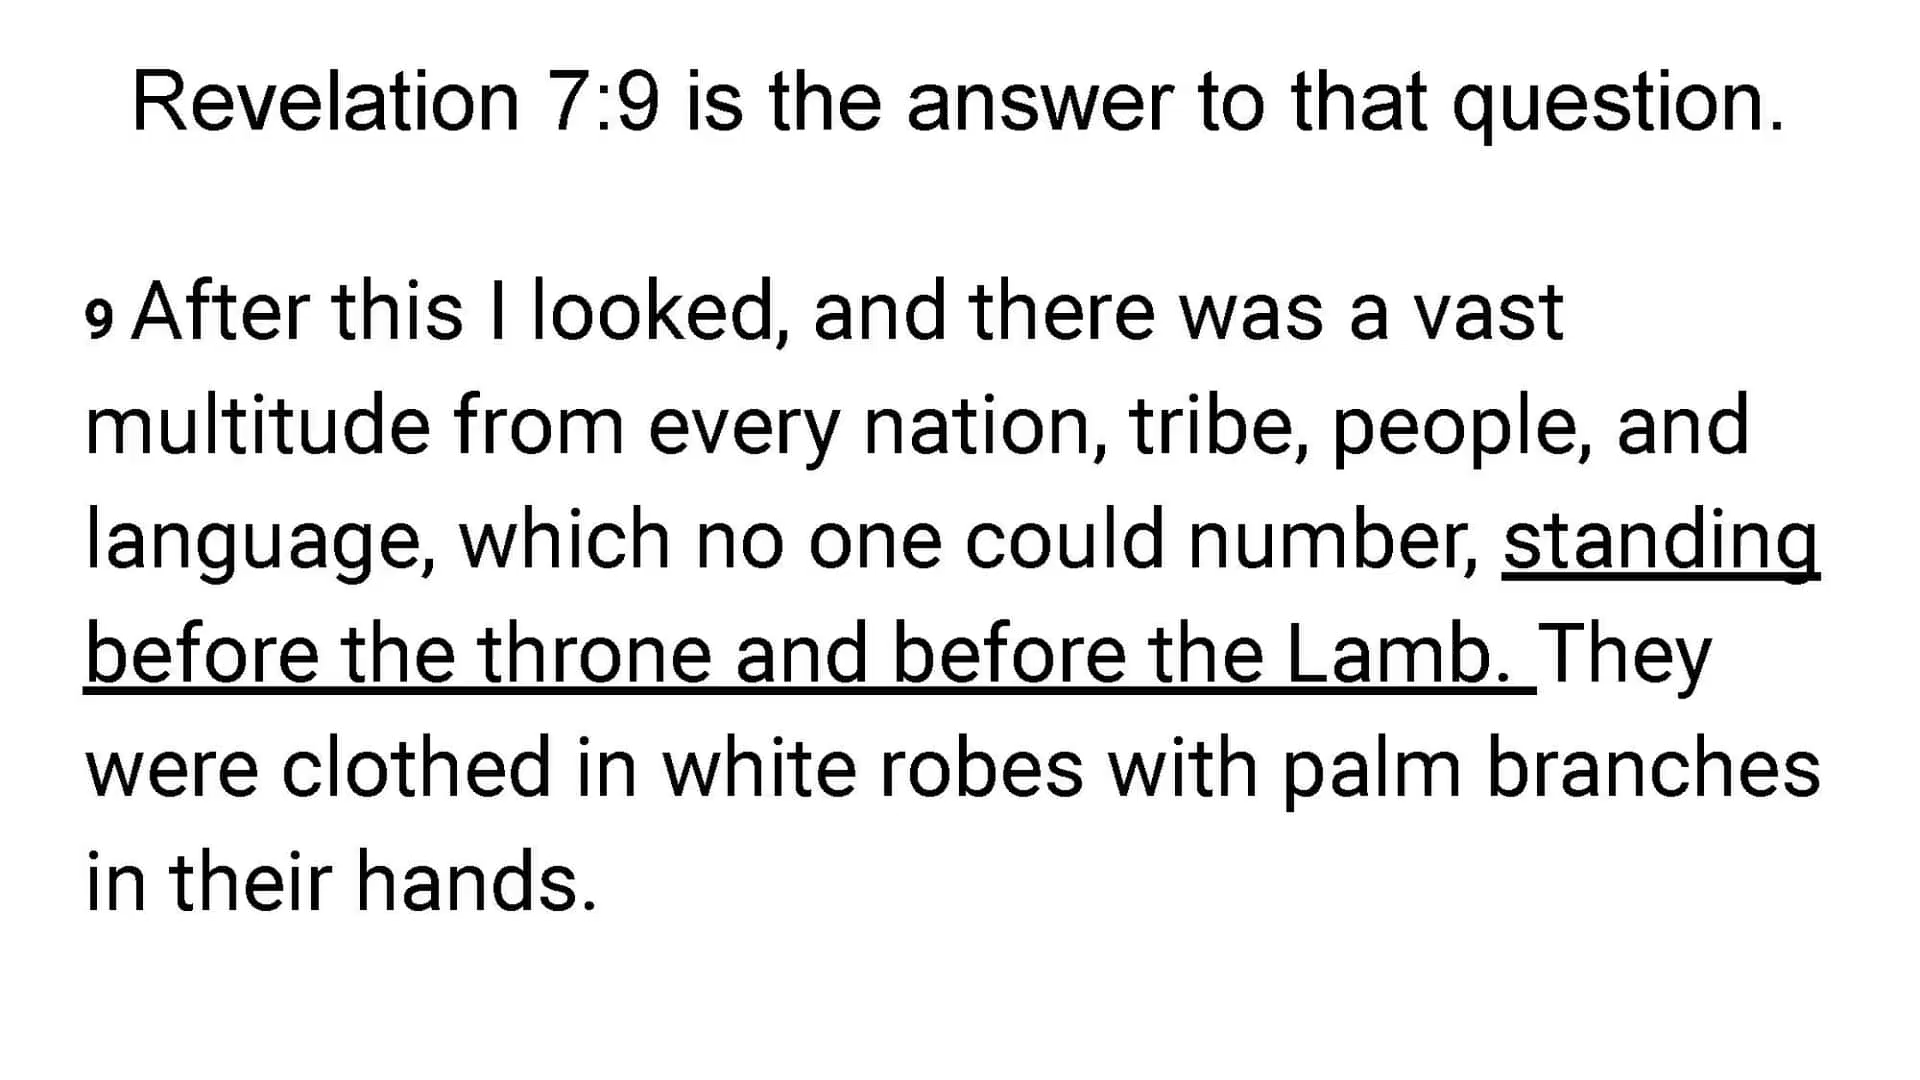 Revelation 7:9 is the answer to that question.
9 After this I looked, and there was a vast
multitude from every nation, tribe, people, and
language, which no one could number, standing
before the throne and before the Lamb. They
were clothed in white robes with palm branches
in their hands.